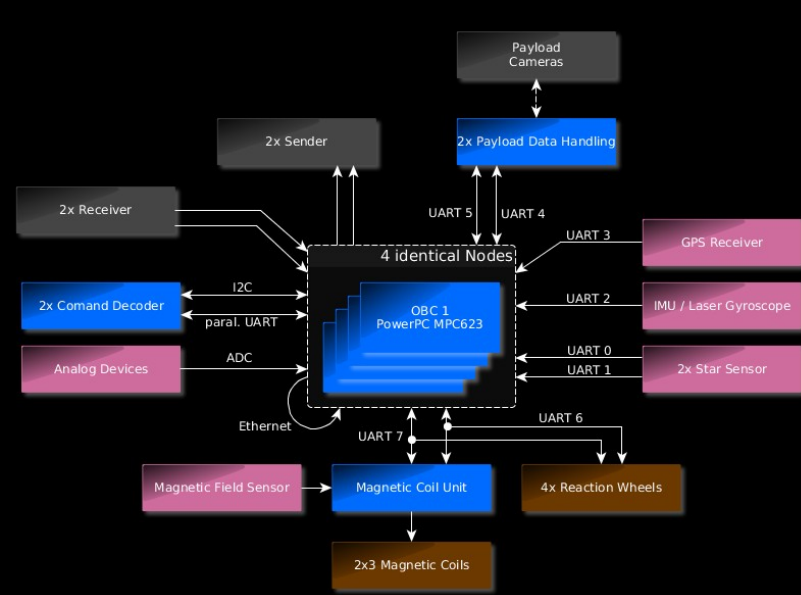 Payload
Cameras
2x Sender
2x Payload Data Handling
2x Receiver
UART 5
UART 4
UART 3
GPS Receiver
4 identical Nodes
I2C
2x Comand Decoder
paral. UART
OBC 1
PowerPC MPC623
UART 2
IMU / Laser Gyroscope
ADC
Analog Devices
UART 0
UART 1
2x Star Sensor
Ethernet
UART 7
UART 6
Magnetic Field Sensor
Magnetic Coil Unit
4x Reaction Wheels
2x3 Magnetic Coils